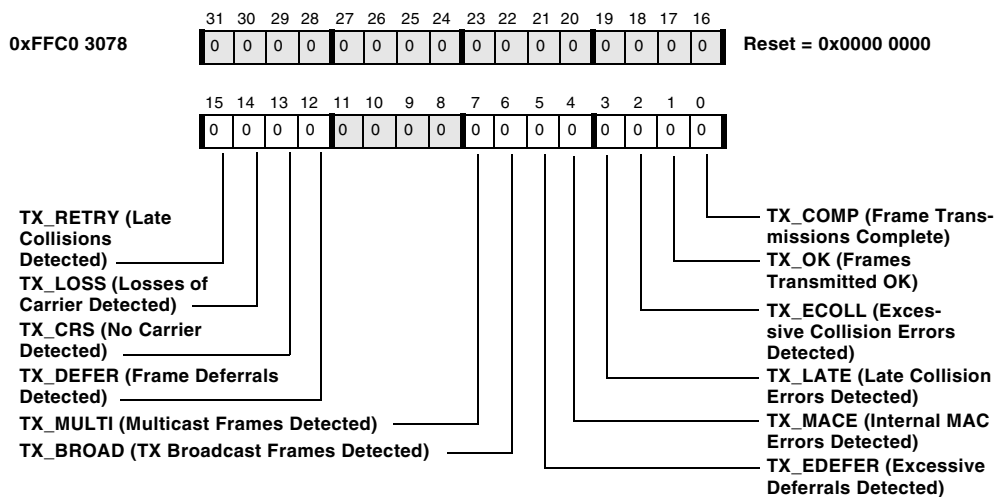 31 30 29 28 27 26 25 24 23 22 21 20 19 18 17 16
0xFFC0 3078
0 0 0 0 0 0 0 0 0 0 0 0 0 0 0 0
Reset = 0x0000 0000
15 14 13 12 11 10 9 8 7 6 5 4 3 2 1 0
0 0 0 0 0 0 0 0 0 0 0 0 0 0 0 0
TX_RETRY (Late
Collisions
Detected)
TX_LOSS (Losses of
Carrier Detected)
TX_CRS (No Carrier
Detected)
TX_DEFER (Frame Deferrals
Detected)
TX_MULTI (Multicast Frames Detected)
TX_BROAD (TX Broadcast Frames Detected)
TX_COMP (Frame Trans-
missions Complete)
TX_OK (Frames
Transmitted OK)
TX_ECOLL (Exces-
sive Collision Errors
Detected)
TX_LATE (Late Collision
Errors Detected)
TX_MACE (Internal MAC
Errors Detected)
TX_EDEFER (Excessive
Deferrals Detected)